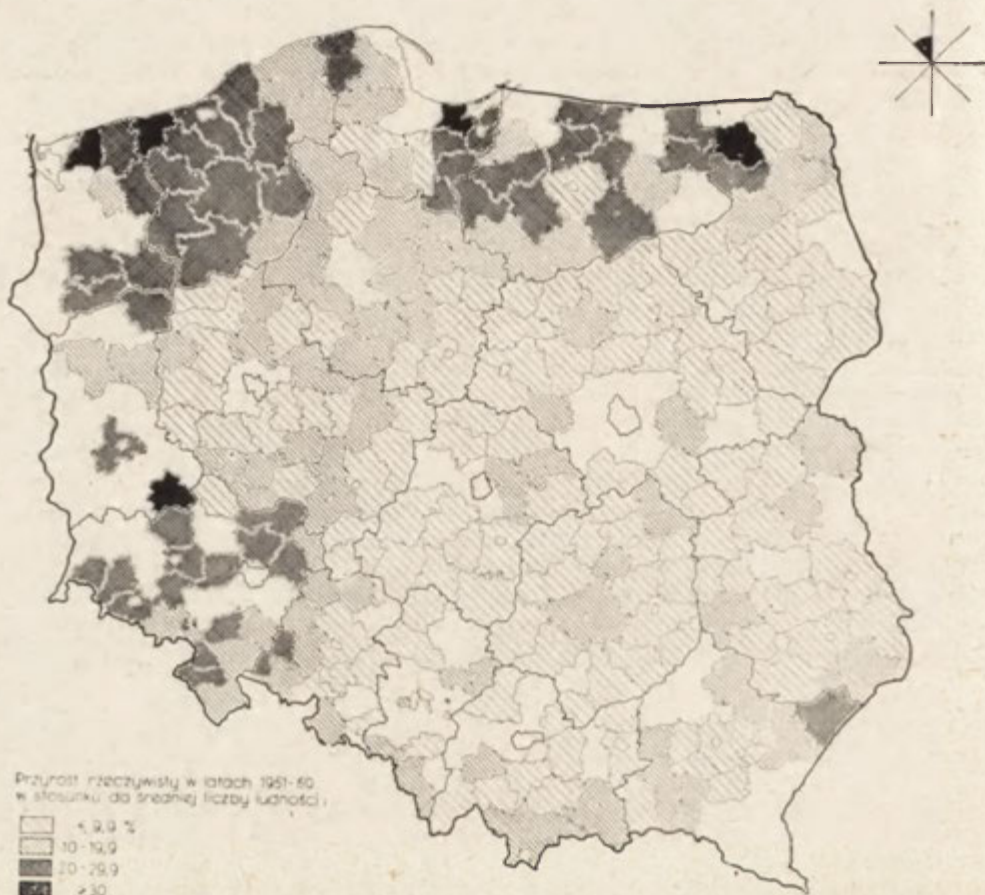 Przyrost rzeczywisty w latach 1951-60
w stosunku do średniej liczby ludności:
9,9 %
10 - 19,9
20 - 29,9
≥ 30